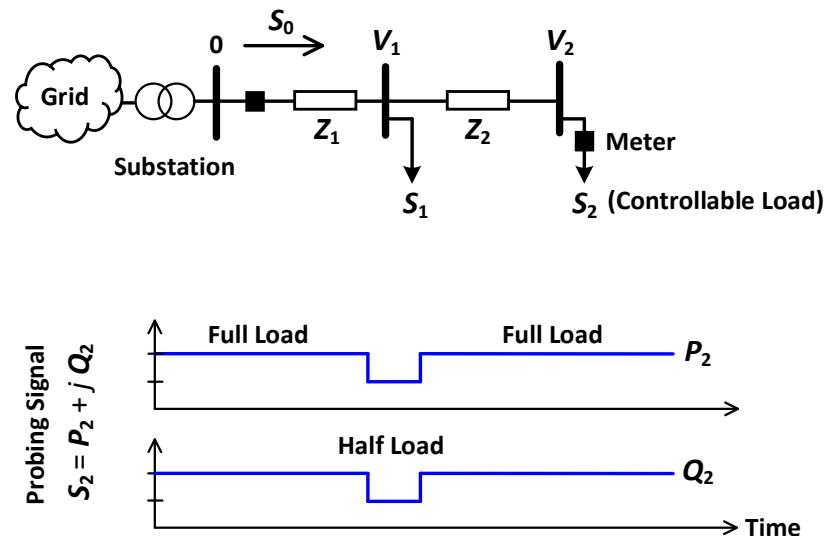 0
S0
V1
V2
Grid
Z1
Z2
Meter
Substation
S1
S2 (Controllable Load)
Probing Signal
S2 = P2 + j Q2
Full Load
Full Load
P2
Half Load
Q2
Time